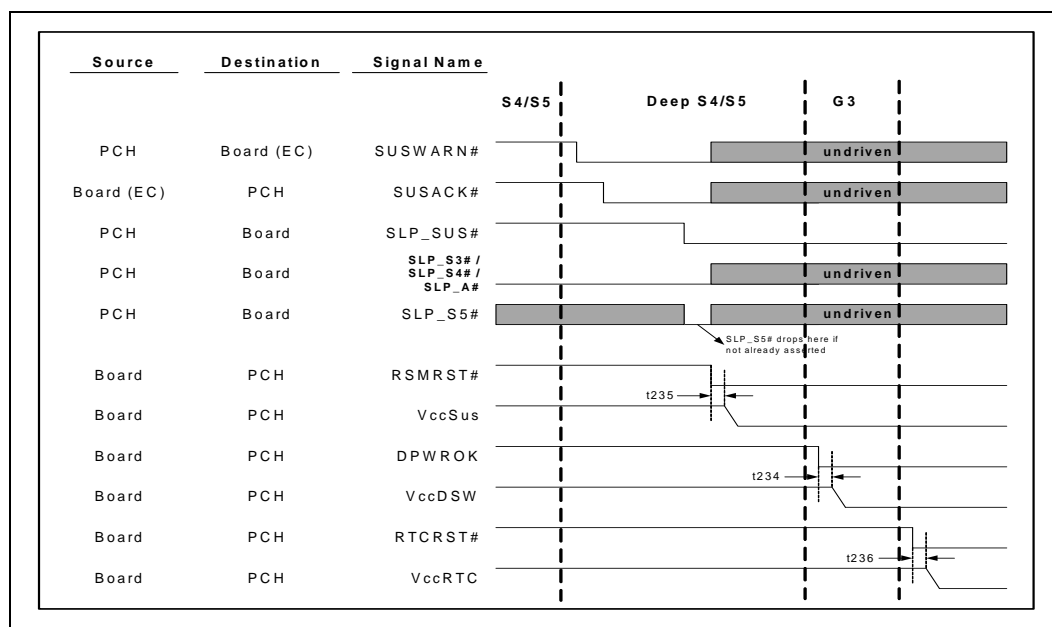 Source Destination Signal Name
S4/S5 Deep S4/S5 G3
PCH Board (EC) SUSWARN# undriven
Board (EC) PCH SUSACK# undriven
PCH Board SLP_SUS#
PCH Board SLP_S3# /
SLP_S4# /
SLP_A# undriven
PCH Board SLP_S5# undriven
SLP_S5# drops here if
not already asserted
Board PCH RSMRST#
t235
Board PCH VccSus
Board PCH DPWROK
t234
Board PCH VccDSW
Board PCH RTCRST#
t236
Board PCH VccRTC